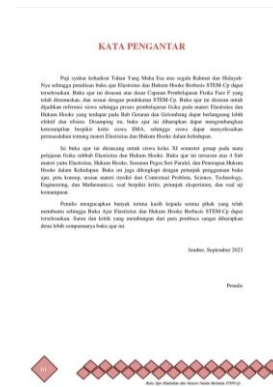 KATA PENGANTAR
Puji syukur kehadirat Tuhan Yang Maha Esa atas segala Rahmat dan Hidayah-
Nya sehingga penulisan buku ajar Elastisitas dan Hukum Hooke Berbasis STEM-Cp dapat
terselesaikan. Buku ajar ini disusun atas dasar Capaian Pembelajaran Fisika Fase F yang
telah ditentukan, dan sesuai dengan pendekatan STEM-Cp. Buku ajar ini disusun untuk
dijadikan referensi siswa sehingga proses pembelajaran fisika pada materi Elastisitas dan
Hukum Hooke yang terdapat pada Bab Getaran dan Gelombang dapat berlangsung lebih
efektif dan efisien. Disamping itu, buku ajar ini diharapkan dapat mengembangkan
keterampilan berpikir kritis siswa SMA, sehingga siswa dapat menyelesaikan
permasalahan tentang materi Elastisitas dan Hukum Hooke dalam kehidupan.
Isi buku ajar ini dirancang untuk siswa kelas XI semester genap pada mata
pelajaran fisika subbab Elastisitas dan Hukum Hooke. Buku ajar ini tersusun atas 4 Sub
materi yaitu Elastisitas, Hukum Hooke, Susunan Pegas Seri Paralel, dan Penerapan Hukum
Hooke dalam Kehidupan. Buku ini juga dilengkapi dengan petunjuk penggunaan buku
ajar, peta konsep, uraian materi (terdiri dari Contextual Problem, Science, Technology,
Engineering, dan Mathematics), soal berpikir kritis, petunjuk eksperimen, dan soal uji
kemampuan.
Penulis mengucapkan banyak terima kasih kepada semua pihak yang telah
membantu sehingga Buku Ajar Elastisitas dan Hukum Hooke Berbasis STEM-Cp dapat
terselesaikan. Saran dan kritik yang membangun dari para pembaca sangat diharapkan
demi lebih sempurnanya buku ajar ini.
Jember, September 2023
Penulis
Buku Ajar Elastisitas dan Hukum Hooke Berbasis STEM-Cp